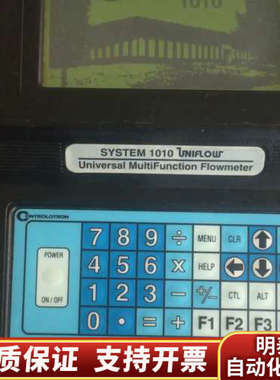 1010
SYSTEM 1010 UNIFLOW
Universal MultiFunction Flowmeter
CONTROLOTRON
7 8 9 ÷ MENU CLR ↑
POWER
4 5 6 X HELP ← →
ON / OFF
1 2 3 +/- CTL ALT ↓
0 • = + F1 F2 F3
质保证 支持开票
自动化